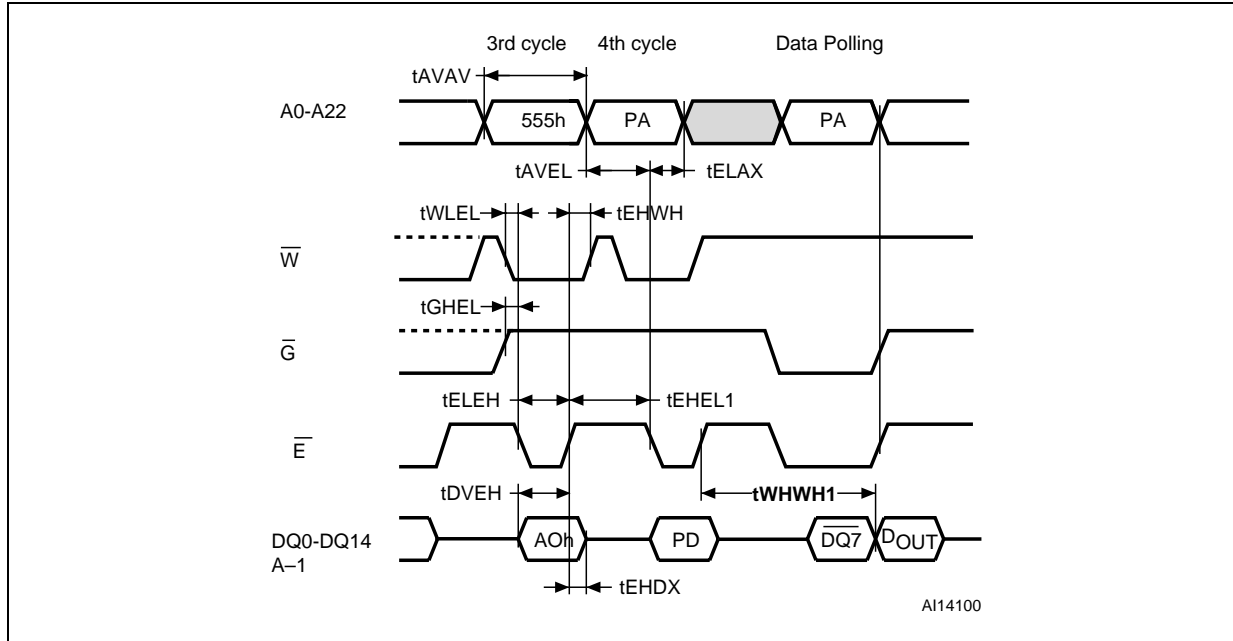 3rd cycle 4th cycle Data Polling
tAVAV
A0-A22 555h PA PA
tAVEL tELAX
tWLEL tEHWH
W
tGHEL
G
tELEH tEHEL1
E
tDVEH tWHWH1
DQ0-DQ14 AOh PD DQ7 DOUT
A–1
tEHDX
AI14100